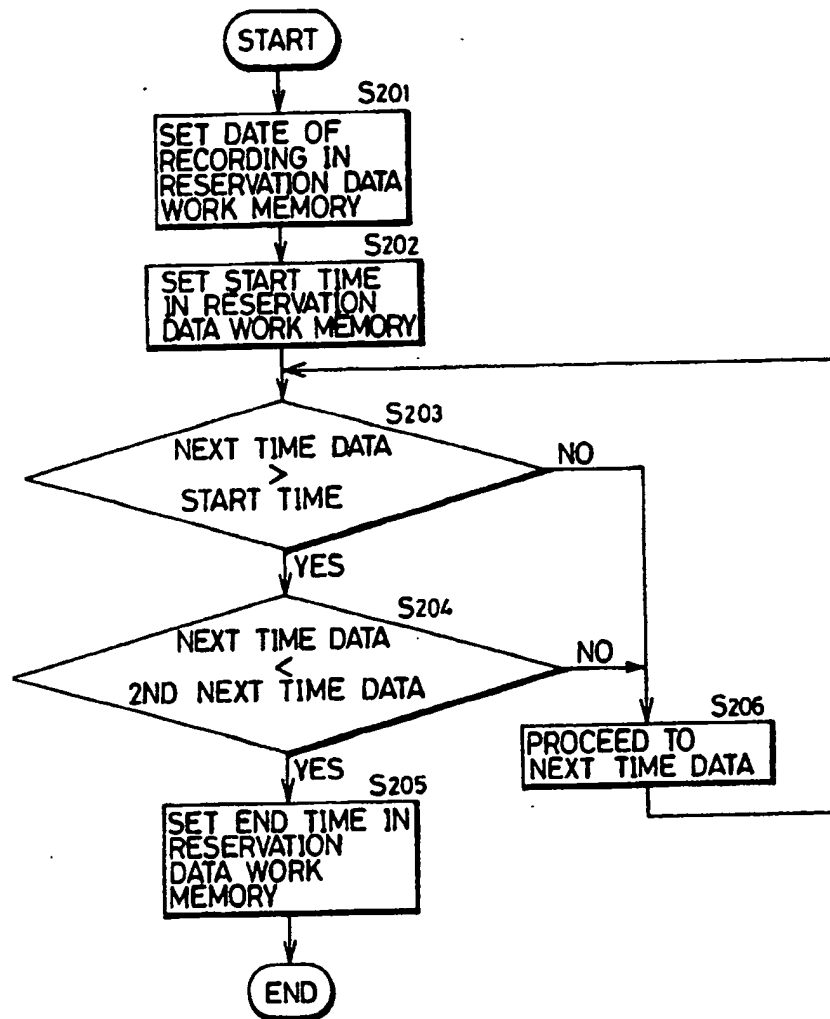 START
S201
SET DATE OF
RECORDING IN
RESERVATION DATA
WORK MEMORY
S202
SET START TIME
IN RESERVATION
DATA WORK MEMORY
S203
NEXT TIME DATA
>
START TIME
NO
YES
S204
NEXT TIME DATA
<
2ND NEXT TIME DATA
NO
S206
PROCEED TO
NEXT TIME DATA
YES
S205
SET END TIME IN
RESERVATION
DATA WORK
MEMORY
END